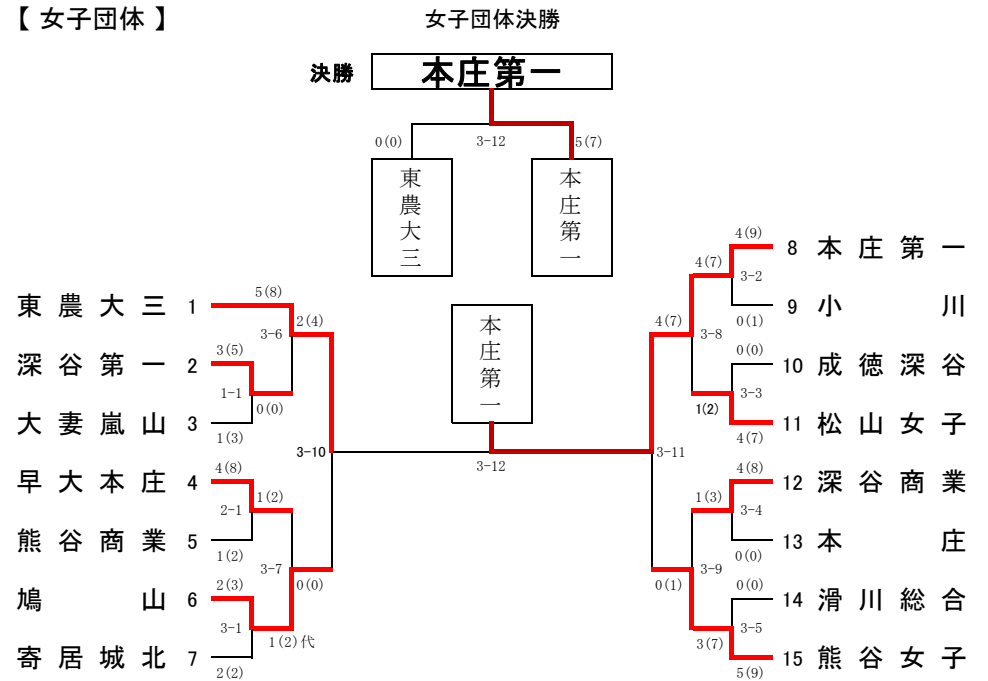 【 女子団体 】
女子団体決勝
決勝
本庄第一
0(0)
3-12
5(7)
東農大三
本庄第一
本庄第一
3-12
東農大三 1
深谷第一 2
大妻嵐山 3
早大本庄 4
熊谷商業 5
鳩山 6
寄居城北 7
5(8)
3-6
2(4)
3(5)
1-1
0(0)
1(3)
3-10
4(8)
1(2)
2-1
1(2)
3-7
0(0)
2(3)
3-1
1(2)代
2(2)
4(9)
4(7)
3-2
0(1)
4(7)
3-8
0(0)
3-3
1(2)
4(7)
3-11
4(8)
1(3)
3-4
0(0)
3-9
0(1)
0(0)
3-5
3(7)
5(9)
8 本庄第一
9 小川
10 成徳深谷
11 松山女子
12 深谷商業
13 本庄
14 滑川総合
15 熊谷女子